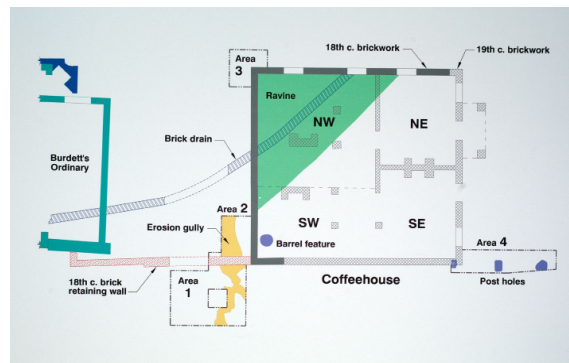 Area
3
18th c. brickwork
19th c. brickwork
Ravine
NW
NE
Burdett's
Ordinary
Brick drain
Area 2
Erosion gully
SW
SE
Barrel feature
Area 4
18th c. brick
retaining wall
Area
1
Coffeehouse
Post holes